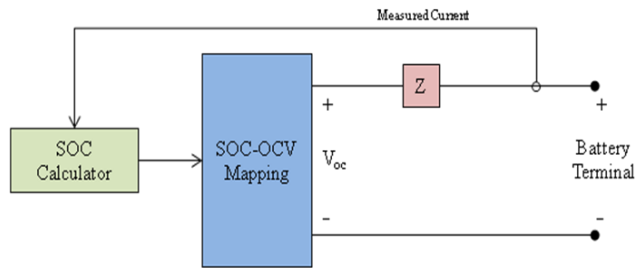 Measured Current
Z
+
+
SOC
Calculator
SOC-OCV
Mapping
Voc
Battery
Terminal
-
-